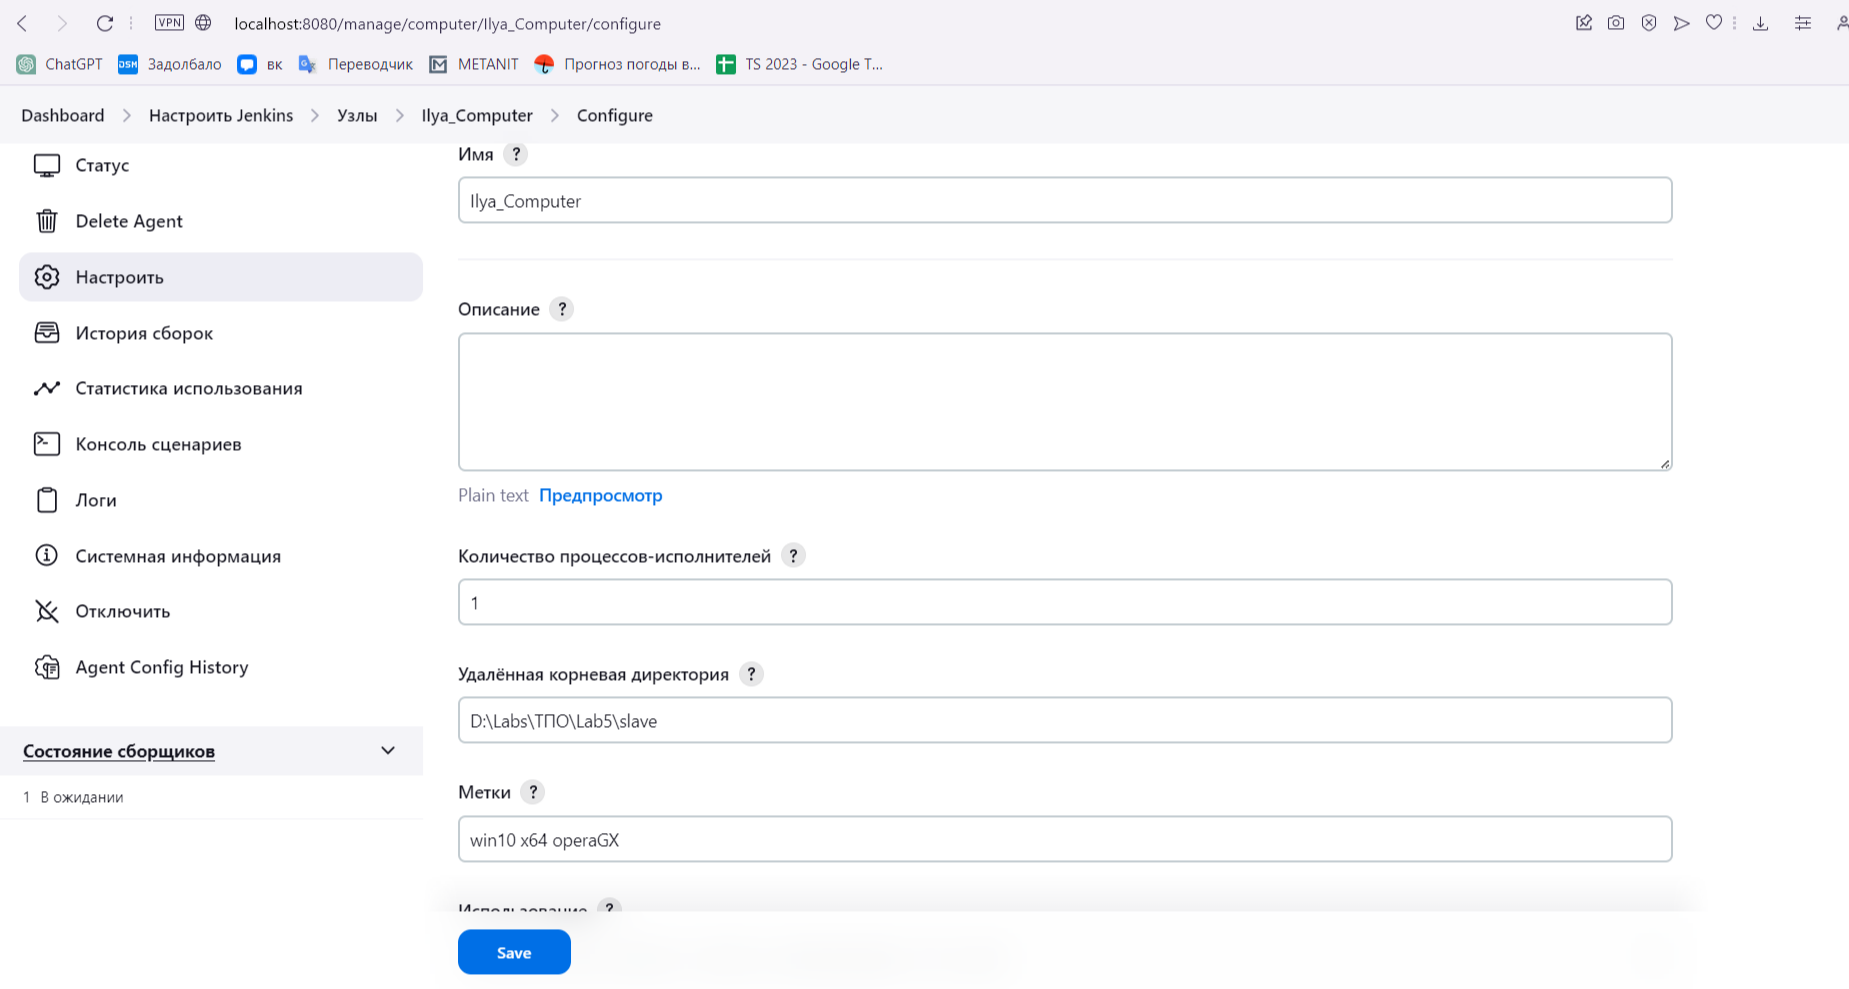 VPN localhost:8080/manage/computer/Ilya_Computer/configure
ChatGPT DSM Задолбало вк Переводчик METANIT Прогноз погоды в... TS 2023 - Google T...
Dashboard Настроить Jenkins Узлы Ilya_Computer Configure
Статус
Delete Agent
Настроить
История сборок
Статистика использования
Консоль сценариев
Логи
Системная информация
Отключить
Agent Config History
Состояние сборщиков
1 В ожидании
Имя ?
Ilya_Computer
Описание ?
Plain text Предпросмотр
Количество процессов-исполнителей ?
1
Удалённая корневая директория ?
D:\Labs\ТПО\Lab5\slave
Метки ?
win10 x64 operaGX
Использование ?
Save